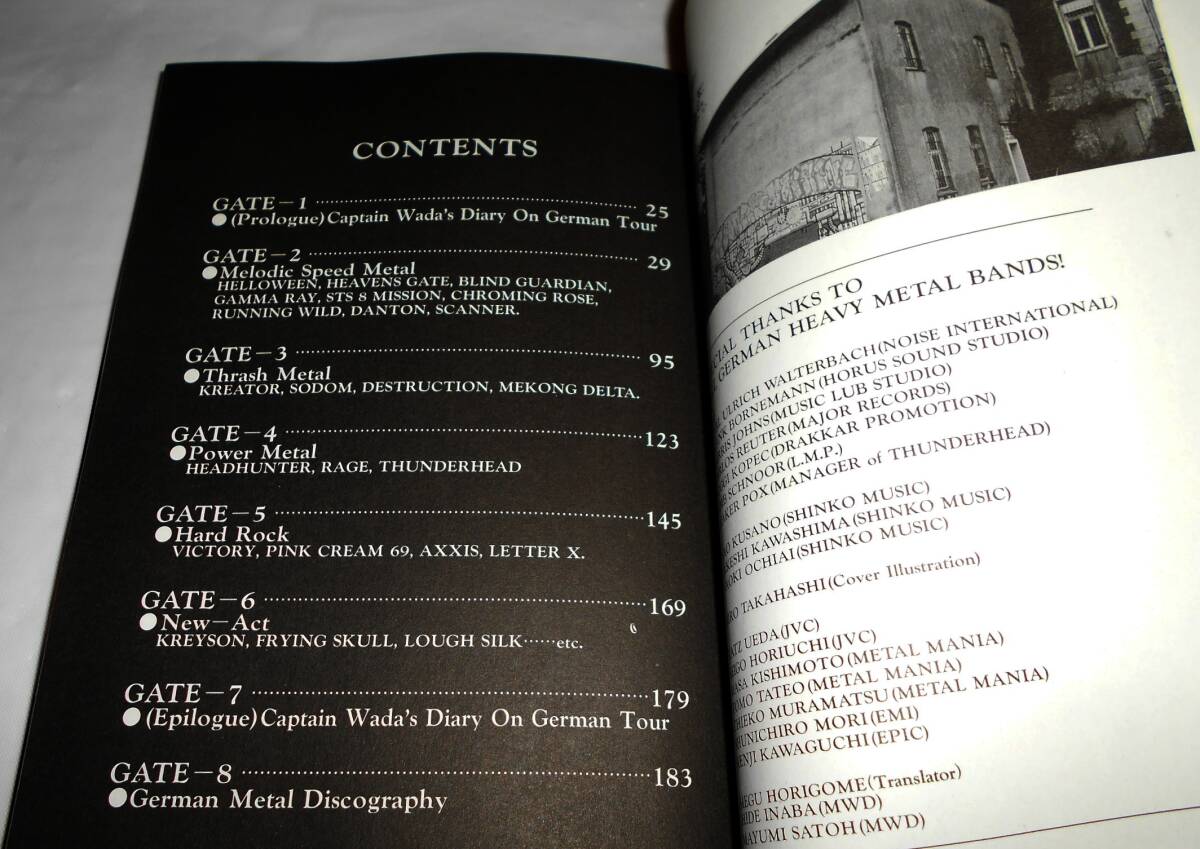 CONTENTS
GATE—1 25
●(Prologue)Captain Wada's Diary On German Tour
GATE—2 29
●Melodic Speed Metal
HELLOWEEN, HEAVENS GATE, BLIND GUARDIAN,
GAMMA RAY, STS 8 MISSION, CHROMING ROSE,
RUNNING WILD, DANTON, SCANNER.
GATE—3 95
●Thrash Metal
KREATOR, SODOM, DESTRUCTION, MEKONG DELTA.
GATE—4 123
●Power Metal
HEADHUNTER, RAGE, THUNDERHEAD
GATE—5 145
●Hard Rock
VICTORY, PINK CREAM 69, AXXIS, LETTER X.
GATE—6 169
●New—Act
KREYSON, FRYING SKULL, LOUGH SILK……etc.
GATE—7 179
●(Epilogue)Captain Wada's Diary On German Tour
GATE—8 183
●German Metal Discography
THANKS TO
GERMAN HEAVY METAL BANDS!
ULRICH WALTERBACH(NOISE INTERNATIONAL)
BORNEMANN(HORUS SOUND STUDIO)
JOHNS(MUSIC LUB STUDIO)
REUTER(MAJOR RECORDS)
KOPEC(DRAKKAR PROMOTION)
SCHNOOR(L.M.P.)
POX(MANAGER of THUNDERHEAD)
KUSANO(SHINKO MUSIC)
KAWASHIMA(SHINKO MUSIC)
OCHIAI(SHINKO MUSIC)
TAKAHASHI(Cover Illustration)
UEDA(JVC)
HORIUCHI(JVC)
KISHIMOTO(METAL MANIA)
TATEO(METAL MANIA)
MURAMATSU(METAL MANIA)
MORI(EMI)
KAWAGUCHI(EPIC)
HORIGOME(Translator)
INABA(MWD)
MAYUMI SATOH(MWD)